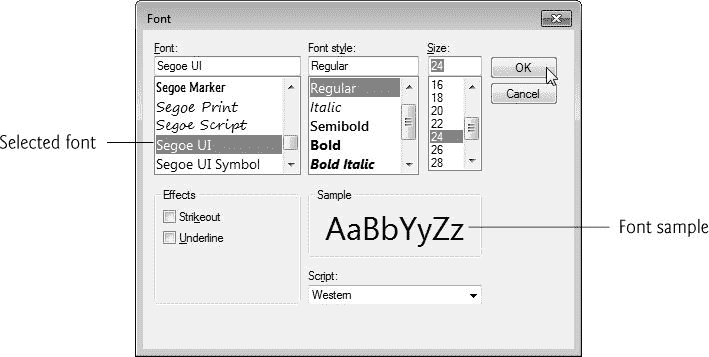 Font
Font: Font style: Size:
Segoe UI Regular 24 OK
Segoe Marker Regular 16 Cancel
Segoe Print Italic 18
Segoe Script Semibold 20
Segoe UI Bold 22
Segoe UI Symbol Bold Italic 24
26
28
Selected font
Effects Sample
Strikeout
Underline
AaBbYyZz
Font sample
Script:
Western